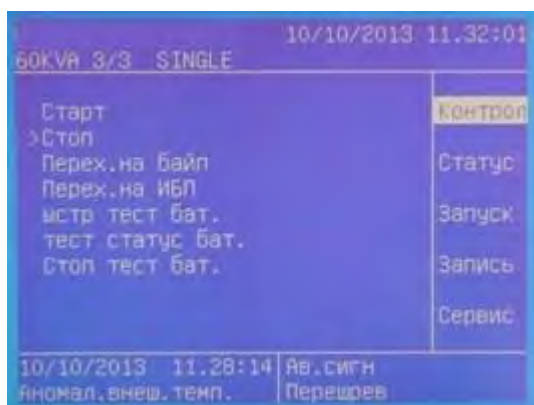 10/10/2013 11.32:01
60KVA 3/3 SINGLE
Старт
>Стоп
Перех.на байп
Перех.на ИБП
ыстр тест бат.
тест статус бат.
Стоп тест бат.
Контрол
Статус
Запуск
Запись
Сервис
10/10/2013 11.28:14
Аномал.внеш.темп.
Ав.сигн
Перещрев